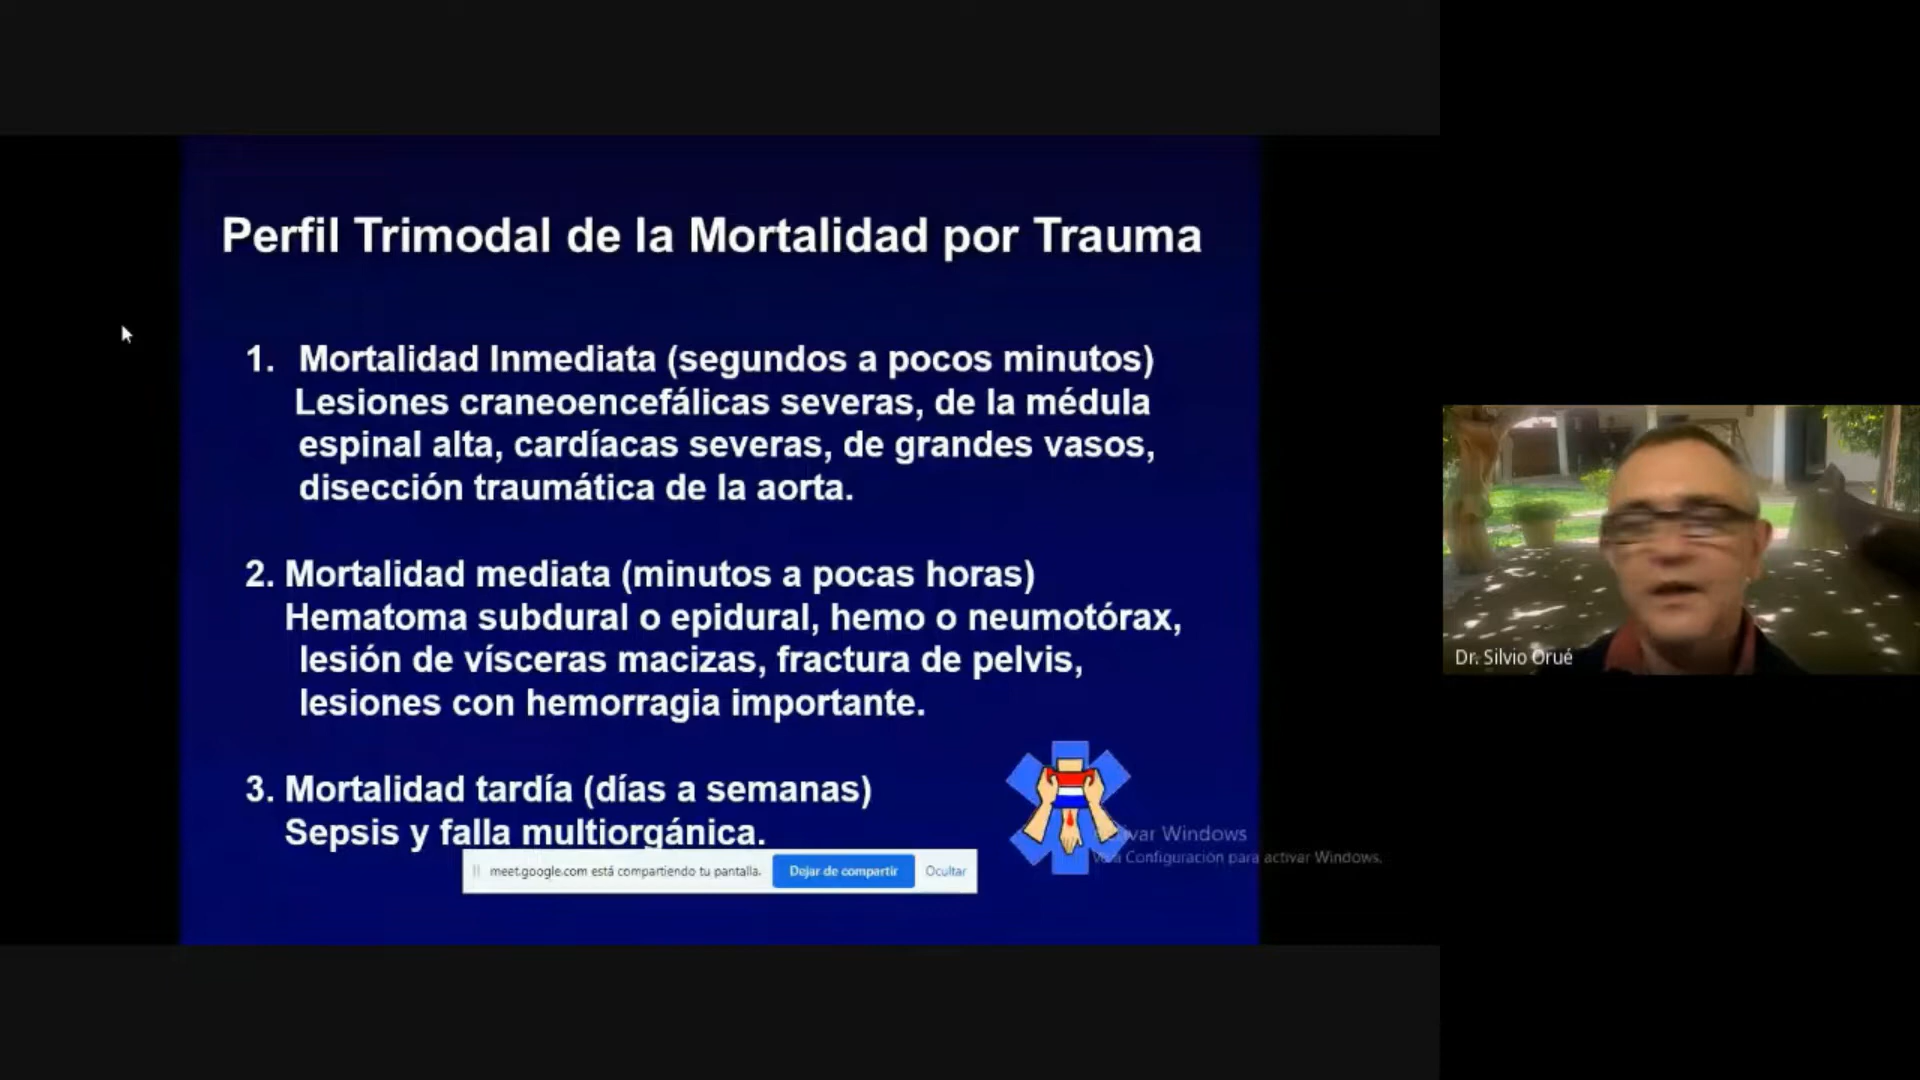 Perfil Trimodal de la Mortalidad por Trauma
1. Mortalidad Inmediata (segundos a pocos minutos)
Lesiones craneoencefálicas severas, de la médula
espinal alta, cardíacas severas, de grandes vasos,
disección traumática de la aorta.
2. Mortalidad mediata (minutos a pocas horas)
Hematoma subdural o epidural, hemo o neumotórax,
lesión de vísceras macizas, fractura de pelvis,
lesiones con hemorragia importante.
3. Mortalidad tardía (días a semanas)
Sepsis y falla multiorgánica.
meet.google.com está compartiendo tu pantalla. Dejar de compartir Ocultar
Windows
Configuración para activar Windows.
Dr. Silvio Orué